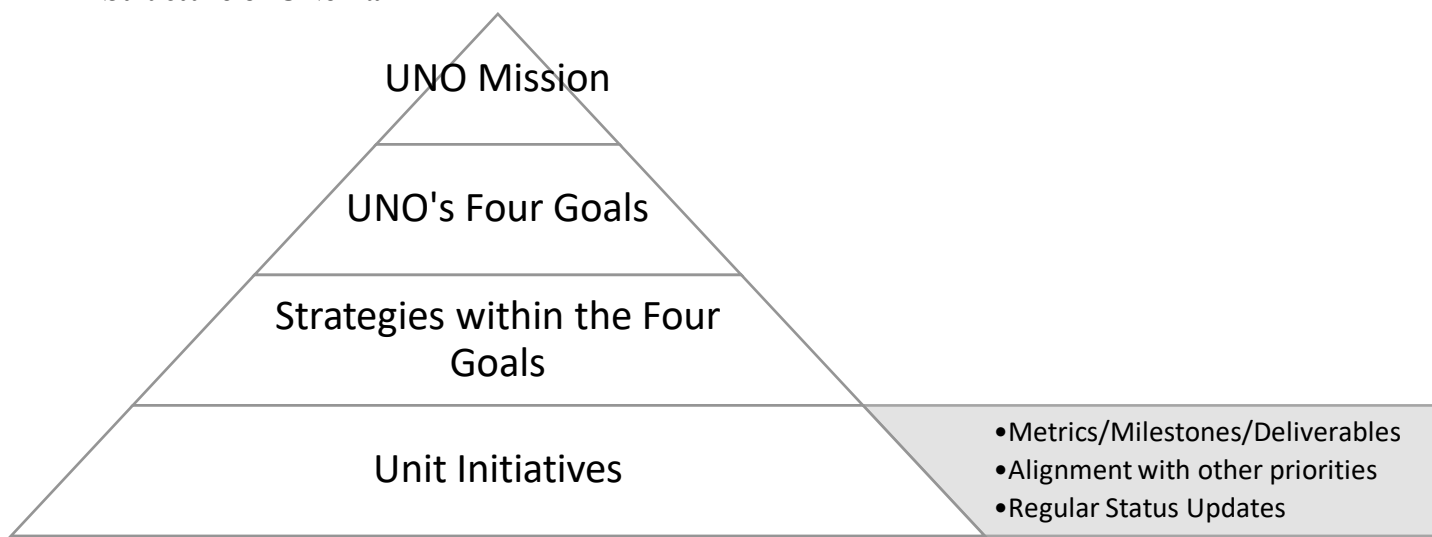 UNO Mission
UNO's Four Goals
Strategies within the Four
Goals
Unit Initiatives
•Metrics/Milestones/Deliverables
•Alignment with other priorities
•Regular Status Updates